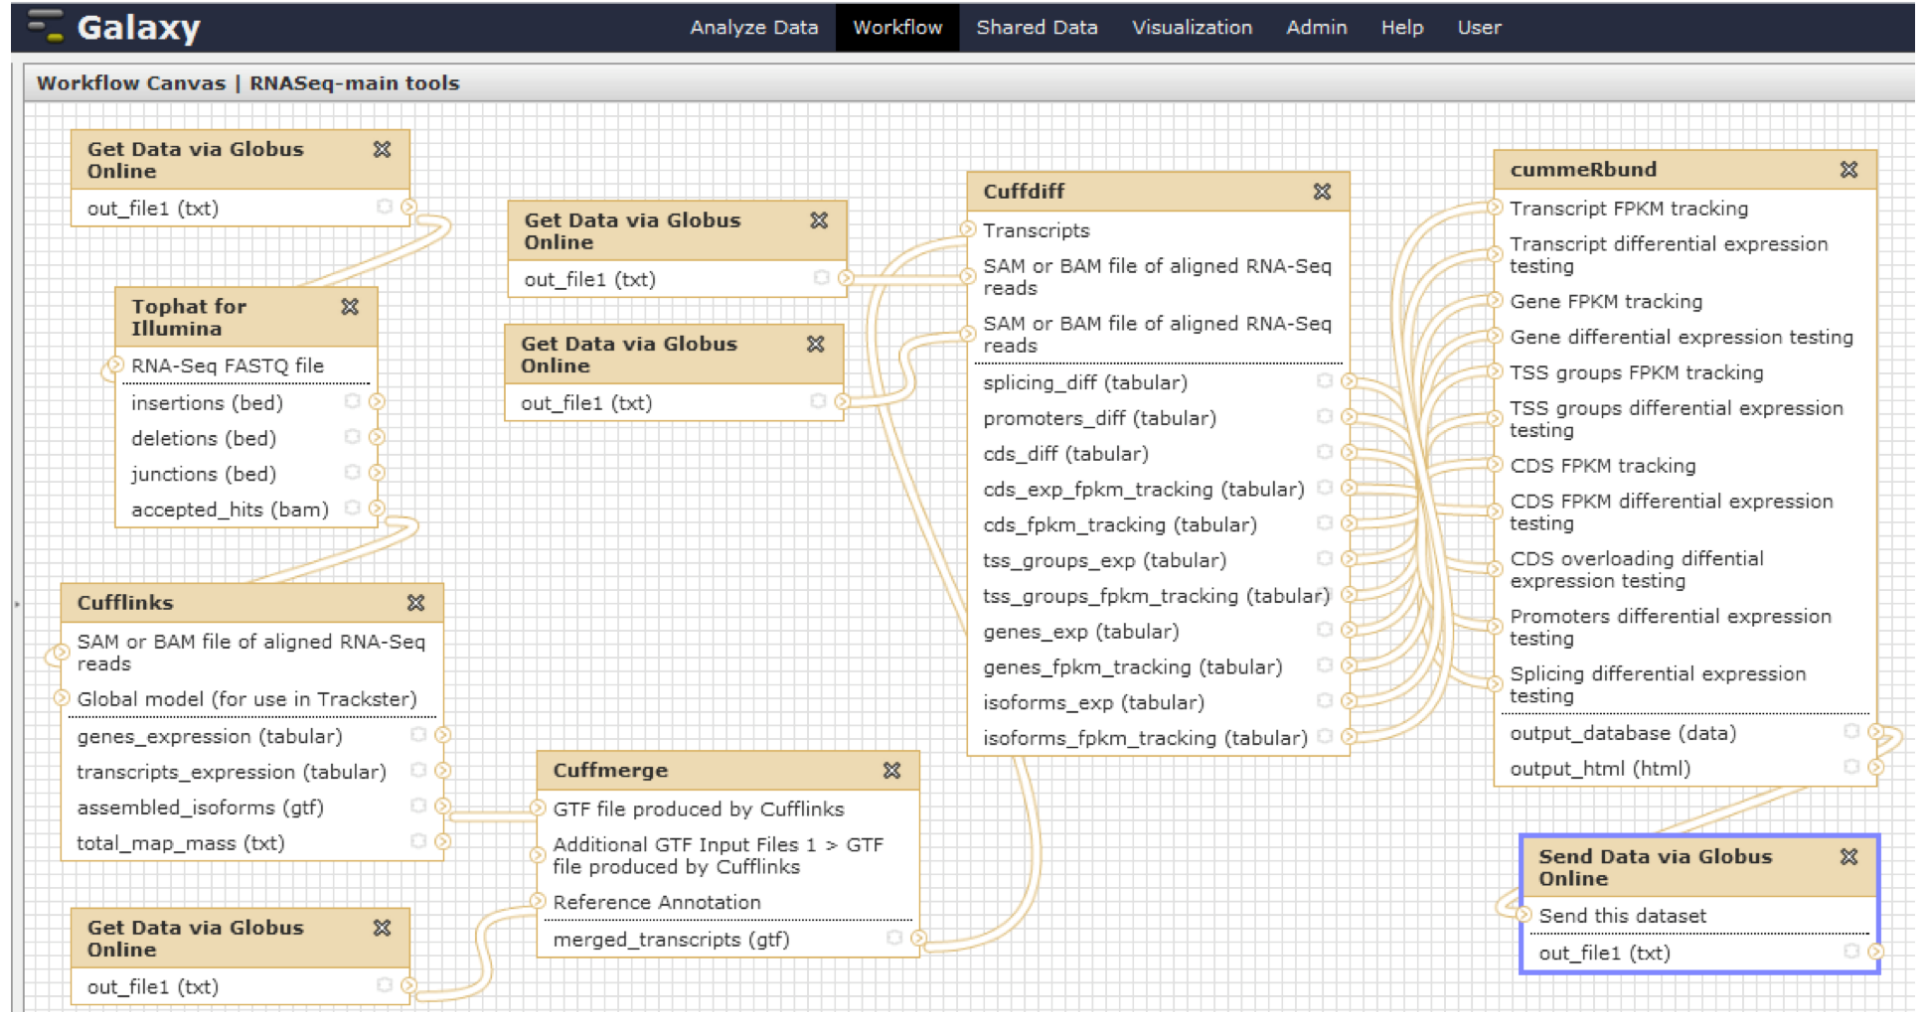 Galaxy
Analyze Data Workflow Shared Data Visualization Admin Help User
Workflow Canvas | RNASeq-main tools
Get Data via Globus
Online
out_file1 (txt)
Tophat for
Illumina
RNA-Seq FASTQ file
insertions (bed)
deletions (bed)
junctions (bed)
accepted_hits (bam)
Cufflinks
SAM or BAM file of aligned RNA-Seq
reads
Global model (for use in Trackster)
genes_expression (tabular)
transcripts_expression (tabular)
assembled_isoforms (gtf)
total_map_mass (txt)
Get Data via Globus
Online
out_file1 (txt)
Get Data via Globus
Online
out_file1 (txt)
Get Data via Globus
Online
out_file1 (txt)
Cuffmerge
GTF file produced by Cufflinks
Additional GTF Input Files 1 > GTF
file produced by Cufflinks
Reference Annotation
merged_transcripts (gtf)
Cuffdiff
Transcripts
SAM or BAM file of aligned RNA-Seq
reads
SAM or BAM file of aligned RNA-Seq
reads
splicing_diff (tabular)
promoters_diff (tabular)
cds_diff (tabular)
cds_exp_fpkm_tracking (tabular)
cds_fpkm_tracking (tabular)
tss_groups_exp (tabular)
tss_groups_fpkm_tracking (tabular)
genes_exp (tabular)
genes_fpkm_tracking (tabular)
isoforms_exp (tabular)
isoforms_fpkm_tracking (tabular)
cummeRbund
Transcript FPKM tracking
Transcript differential expression
testing
Gene FPKM tracking
Gene differential expression testing
TSS groups FPKM tracking
TSS groups differential expression
testing
CDS FPKM tracking
CDS FPKM differential expression
testing
CDS overloading diffential
expression testing
Promoters differential expression
testing
Splicing differential expression
testing
output_database (data)
output_html (html)
Send Data via Globus
Online
Send this dataset
out_file1 (txt)